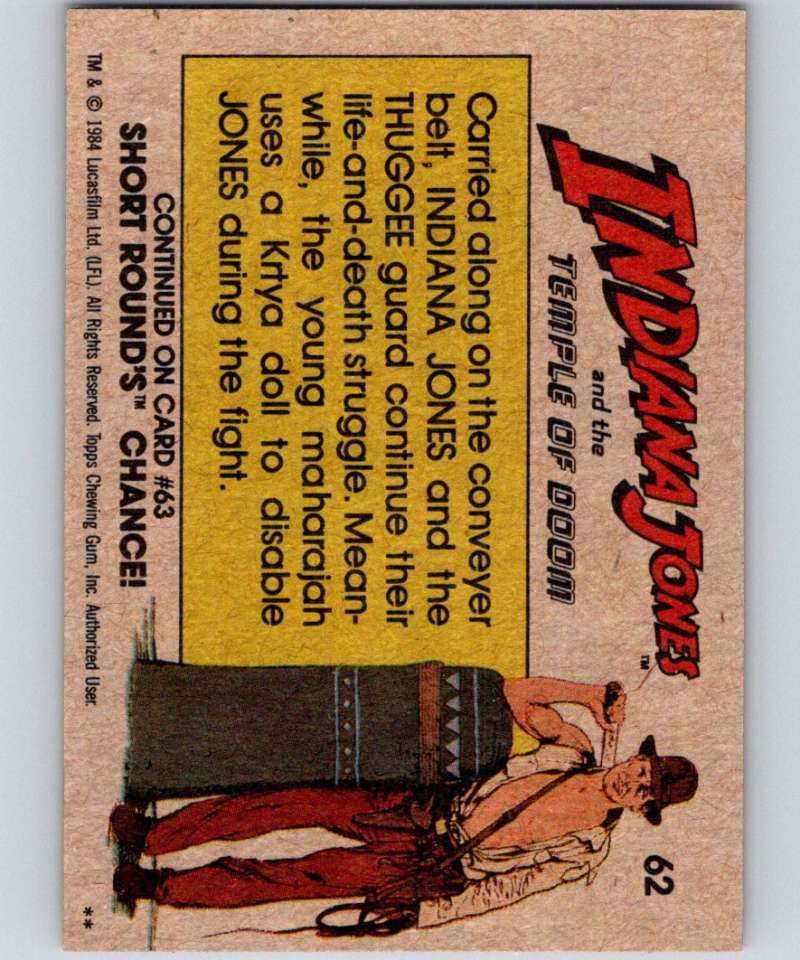 INDIANA JONES™
and the
TEMPLE OF DOOM
62
Carried along on the conveyer
belt, INDIANA JONES and the
THUGGEE guard continue their
life-and-death struggle. Mean-
while, the young maharajah
uses a Krtya doll to disable
JONES during the fight.
CONTINUED ON CARD #63
SHORT ROUND'S™ CHANCE!
TM & © 1984 Lucasfilm Ltd. (LFL). All Rights Reserved. Topps Chewing Gum, Inc. Authorized User.
**